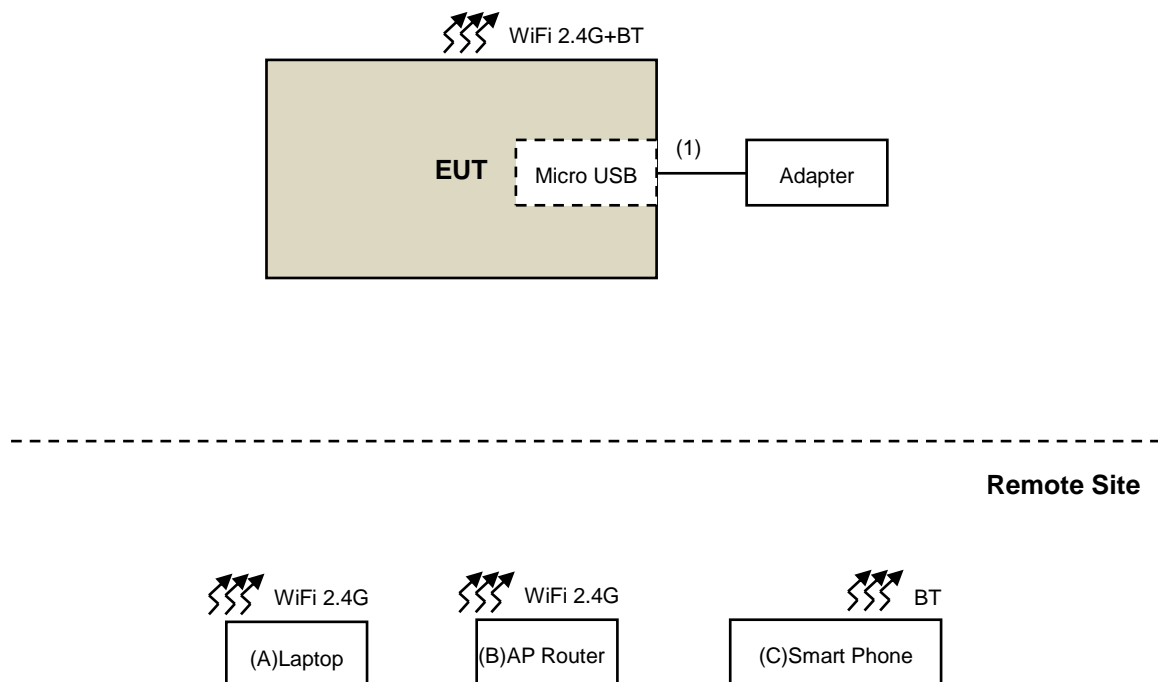 WiFi 2.4G+BT
EUT
Micro USB
(1)
Adapter
Remote Site
WiFi 2.4G
WiFi 2.4G
BT
(A)Laptop
(B)AP Router
(C)Smart Phone